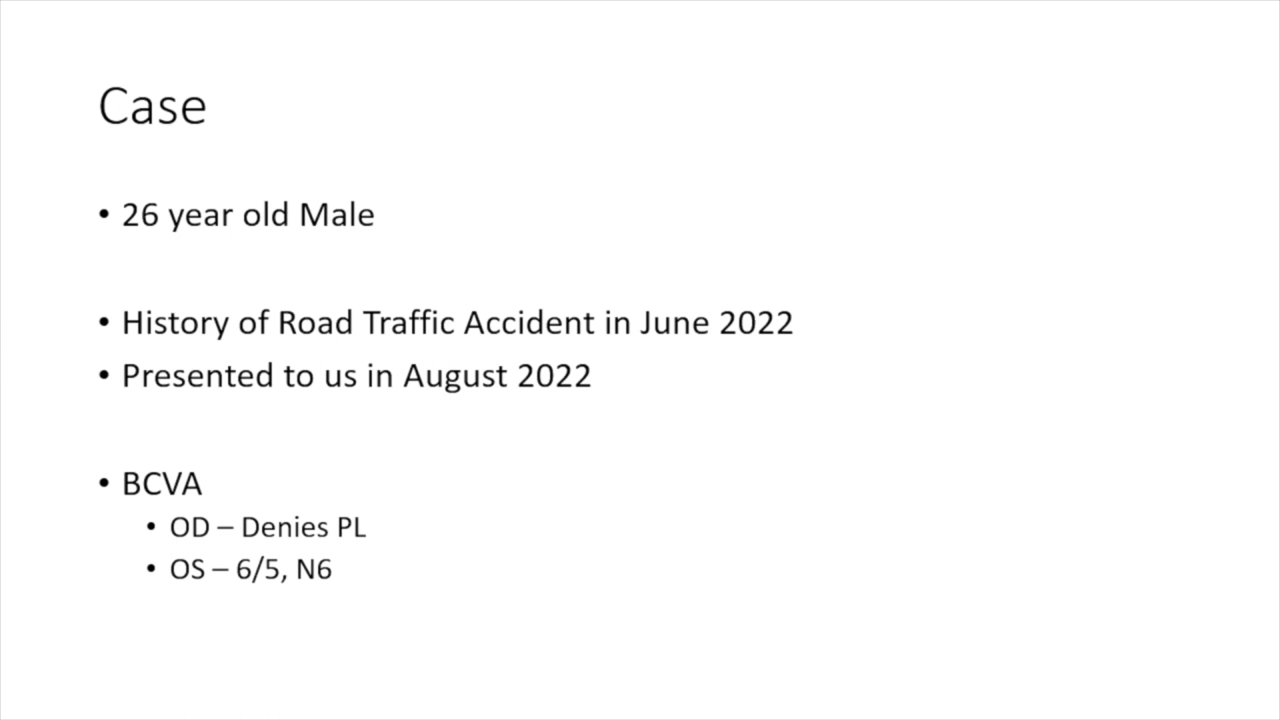 Case
• 26 year old Male
• History of Road Traffic Accident in June 2022
• Presented to us in August 2022
• BCVA
• OD – Denies PL
• OS – 6/5, N6